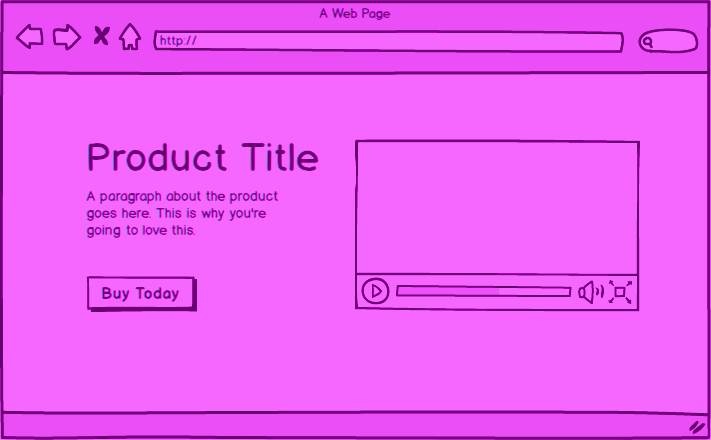 A Web Page
http://
Product Title
A paragraph about the product
goes here. This is why you're
going to love this.
Buy Today